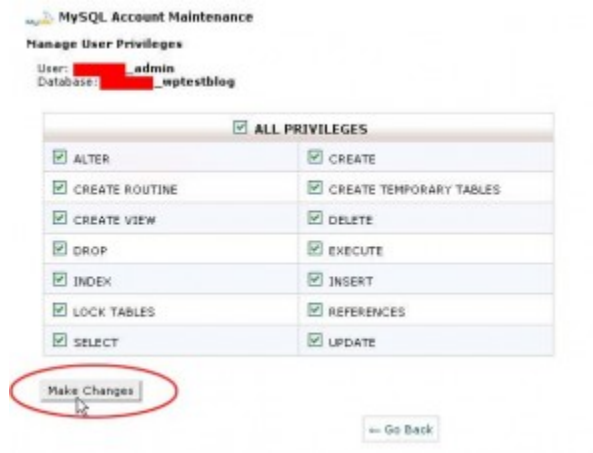 MySQL Account Maintenance
Manage User Privileges
User: _admin
Database: _wptestblog
ALL PRIVILEGES
ALTER CREATE
CREATE ROUTINE CREATE TEMPORARY TABLES
CREATE VIEW DELETE
DROP EXECUTE
INDEX INSERT
LOCK TABLES REFERENCES
SELECT UPDATE
Make Changes
← Go Back